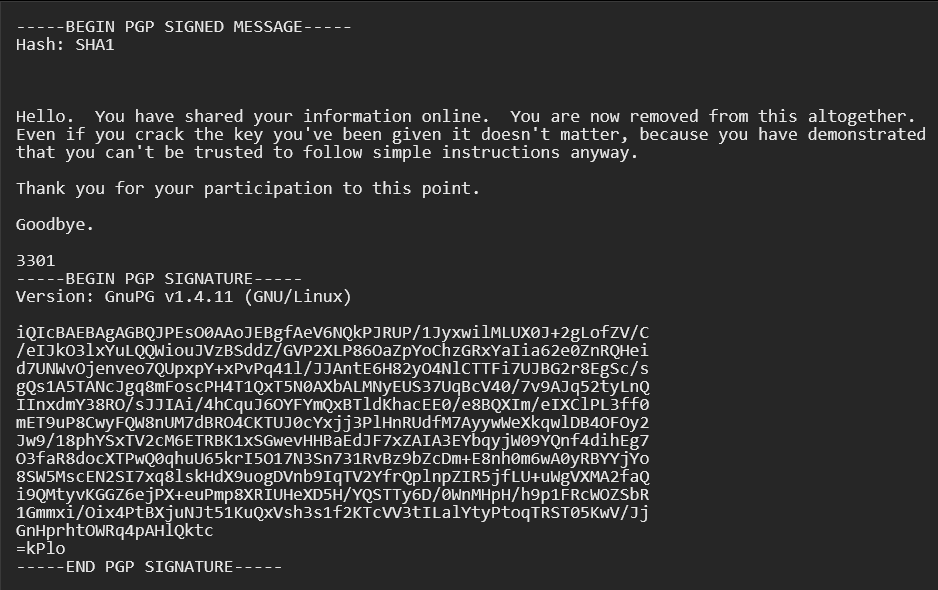 -----BEGIN PGP SIGNED MESSAGE-----
Hash: SHA1
Hello.  You have shared your information online.  You are now removed from this altogether.
Even if you crack the key you've been given it doesn't matter, because you have demonstrated
that you can't be trusted to follow simple instructions anyway.
Thank you for your participation to this point.
Goodbye.
3301
-----BEGIN PGP SIGNATURE-----
Version: GnuPG v1.4.11 (GNU/Linux)
iQIcBAEBAgAGBQJPEsO0AAoJEBgfAeV6NQkPJRUP/1JyxwilMLUX0J+2gLofZV/C
/eIJkO3lxYuLQQWiouJVzBSddZ/GVP2XLP86OaZpYoChzGRxYaIia62e0ZnRQHei
d7UNWvOjenveo7QUpxpY+xPvPq41l/JJAntE6H82yO4NlCTTFi7UJBG2r8EgSc/s
gQs1A5TANcJgq8mFoscPH4T1QxT5N0AXbALMNyEUS37UqBcV40/7v9AJq52tyLnQ
IInxdmY38RO/sJJIAi/4hCquJ6OYFYmQxBTldKhacEE0/e8BQXIm/eIXClPL3ff0
mET9uP8CwyFQW8nUM7dBRO4CKTUJ0cYxjj3PlHnRUdfM7AyywWeXkqwlDB4OFOy2
Jw9/18phYSxTV2cM6ETRBK1xSGwevHHBaEdJF7xZAIA3EYbqyjW09YQnf4dihEg7
O3faR8docXTPwQ0qhuU65krI5O17N3Sn731RvBz9bZcDm+E8nh0m6wA0yRBYYjYo
8SW5MscEN2SI7xq8lskHdX9uogDVnb9IqTV2YfrQplnpZIR5jfLU+uWgVXMA2faQ
i9QMtyvKGGZ6ejPX+euPmp8XRIUHeXD5H/YQSTTy6D/0WnMHpH/h9p1FRcWOZSbR
1Gmmxi/Oix4PtBXjuNJt51KuQxVsh3s1f2KTcVV3tILalYtyPtoqTRST05KwV/Jj
GnHprhtOWRq4pAHlQktc
=kPlo
-----END PGP SIGNATURE-----